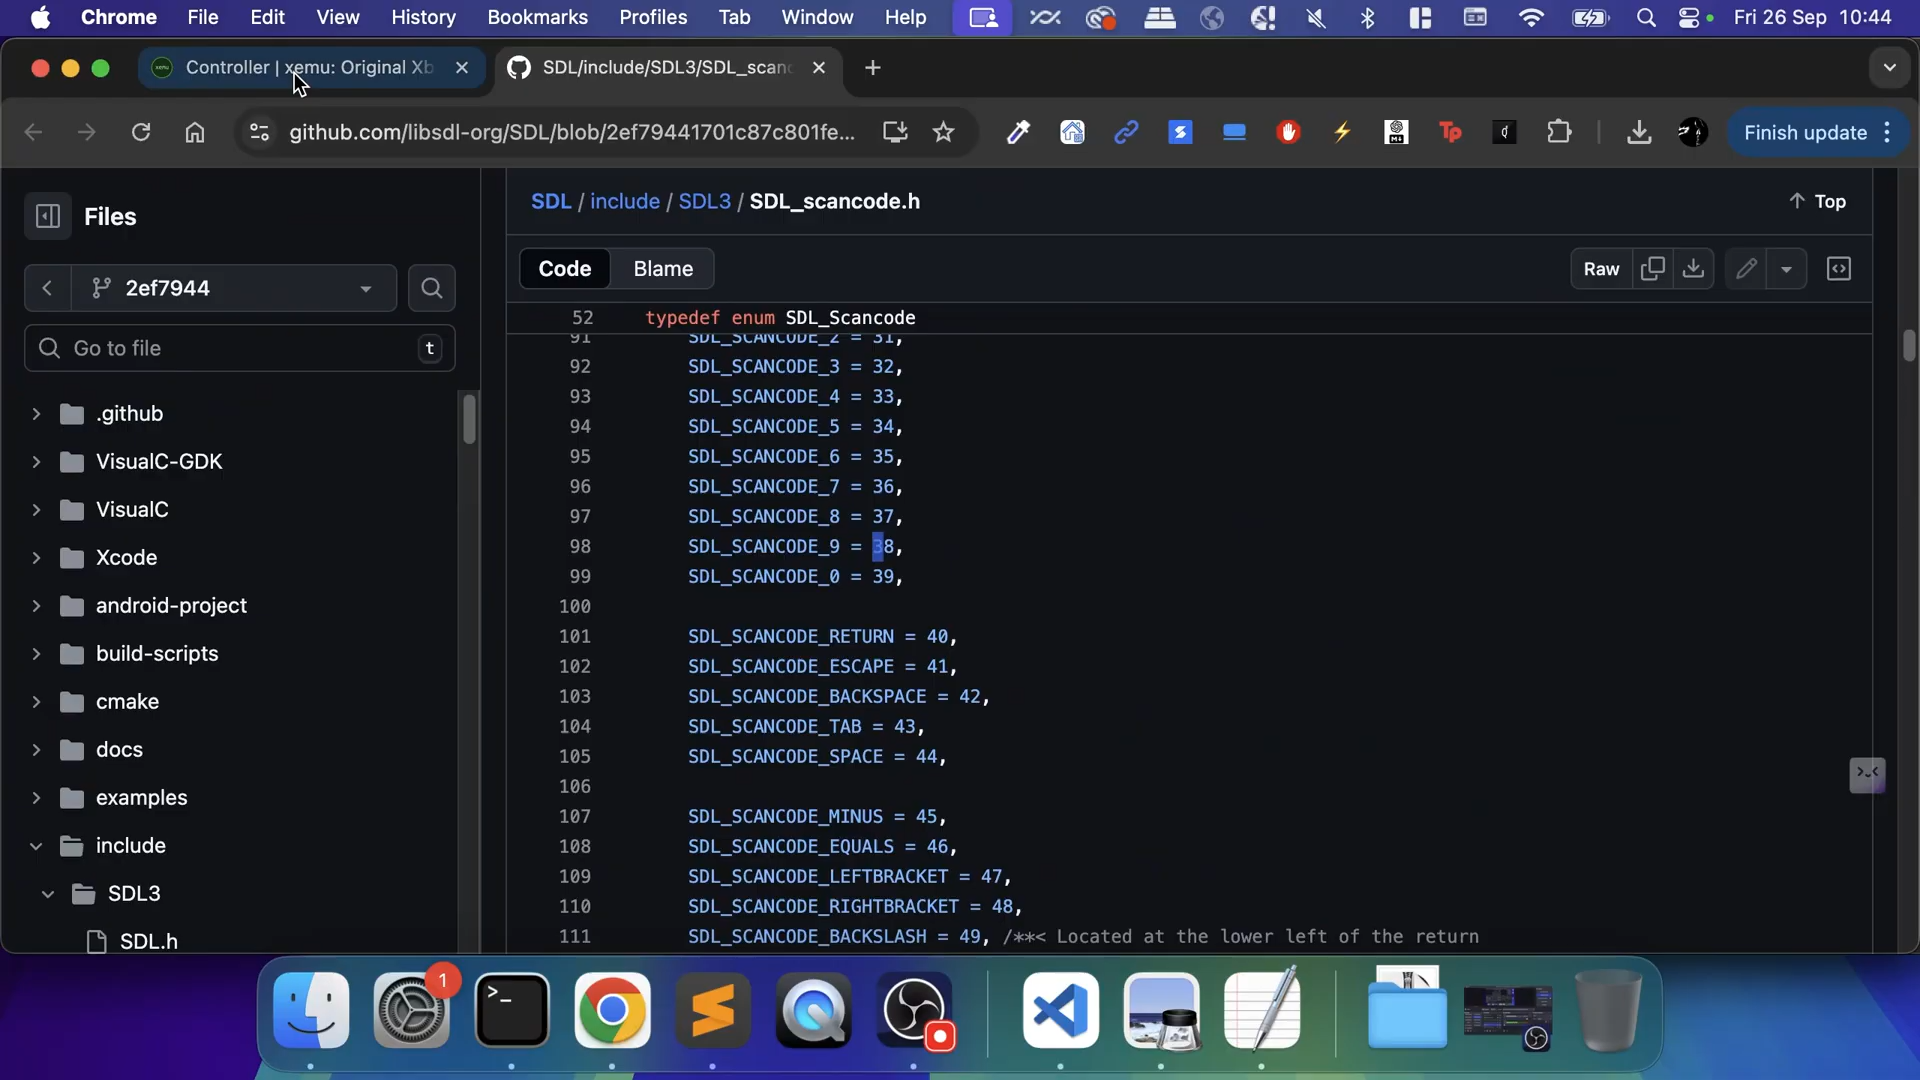 Chrome File Edit View History Bookmarks Profiles Tab Window Help Fri 26 Sep 10:44
Controller | xemu: Original Xb
SDL/include/SDL3/SDL_scan
github.com/libsdl-org/SDL/blob/2ef79441701c87c801fe...
Finish update
Files
SDL / include / SDL3 / SDL_scancode.h
Top
2ef7944
Code Blame
Raw
Go to file t
52 typedef enum SDL_Scancode
91 SDL_SCANCODE_2 = 31,
92 SDL_SCANCODE_3 = 32,
93 SDL_SCANCODE_4 = 33,
94 SDL_SCANCODE_5 = 34,
95 SDL_SCANCODE_6 = 35,
96 SDL_SCANCODE_7 = 36,
97 SDL_SCANCODE_8 = 37,
98 SDL_SCANCODE_9 = 38,
99 SDL_SCANCODE_0 = 39,
100
101 SDL_SCANCODE_RETURN = 40,
102 SDL_SCANCODE_ESCAPE = 41,
103 SDL_SCANCODE_BACKSPACE = 42,
104 SDL_SCANCODE_TAB = 43,
105 SDL_SCANCODE_SPACE = 44,
106
107 SDL_SCANCODE_MINUS = 45,
108 SDL_SCANCODE_EQUALS = 46,
109 SDL_SCANCODE_LEFTBRACKET = 47,
110 SDL_SCANCODE_RIGHTBRACKET = 48,
111 SDL_SCANCODE_BACKSLASH = 49, /**< Located at the lower left of the return
.github
VisualC-GDK
VisualC
Xcode
android-project
build-scripts
cmake
docs
examples
include
SDL3
SDL.h
1